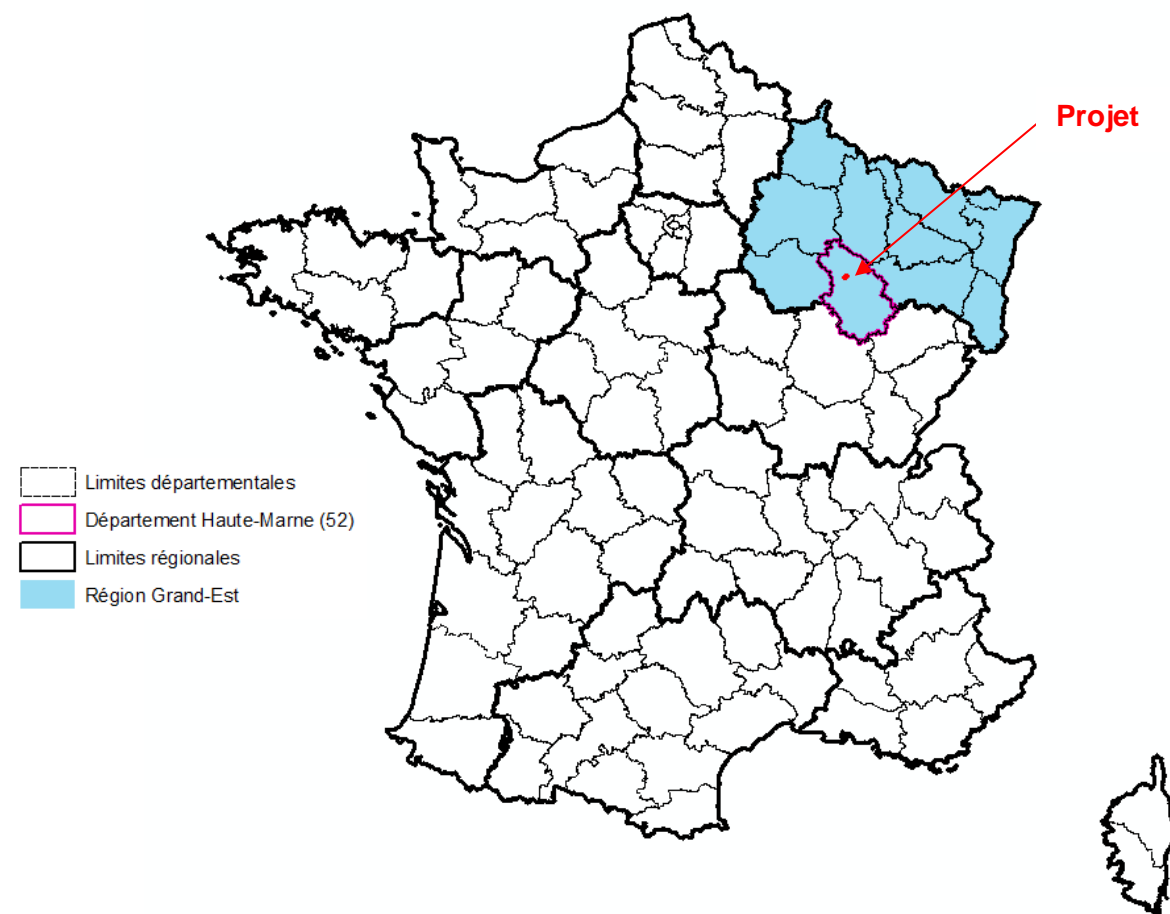 Projet
Limites départementales
Département Haute-Marne (52)
Limites régionales
Région Grand-Est